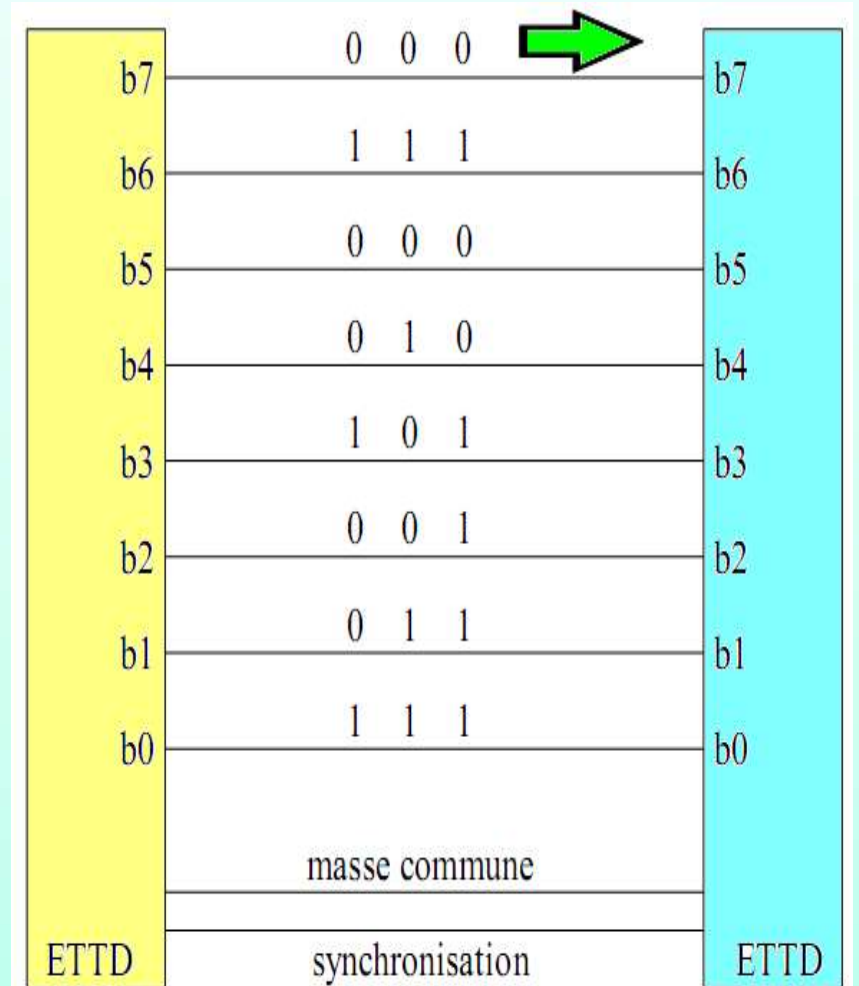 0 0 0
b7 b7
1 1 1
b6 b6
0 0 0
b5 b5
0 1 0
b4 b4
1 0 1
b3 b3
0 0 1
b2 b2
0 1 1
b1 b1
1 1 1
b0 b0
masse commune
ETTD synchronisation ETTD